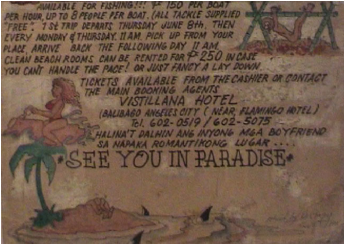 AVAILABLE FOR FISHING!!! ₱ 150 PER BOAT
PER HOUR, UP TO 8 PEOPLE PER BOAT. (ALL TACKLE SUPPLIED
"FREE". 1ST TRIP DEPARTS THURSDAY JUNE 8TH. THEN
EVERY MONDAY & THURSDAY. 11 A.M. PICK UP FROM YOUR
PLACE ARRIVE BACK THE FOLLOWING DAY 11 A.M.
CLEAN BEACH ROOMS CAN BE RENTED FOR ₱250 IN CASE
YOU CAN'T HANDLE THE PACE! OR JUST FANCY A LAY DOWN.
TICKETS AVAILABLE FROM THE CASHIER OR CONTACT
THE MAIN BOOKING AGENTS
VISTILLANA HOTEL
(BALIBAGO ANGELES CITY (NEAR, FLAMINGO HOTEL)
Tel. 602-0519 / 602-5075
HALINA'T DALHIN ANG INYONG MGA BOYFRIEND
SA NAPAKA ROMANTIKONG LUGAR ....
SEE YOU IN PARADISE